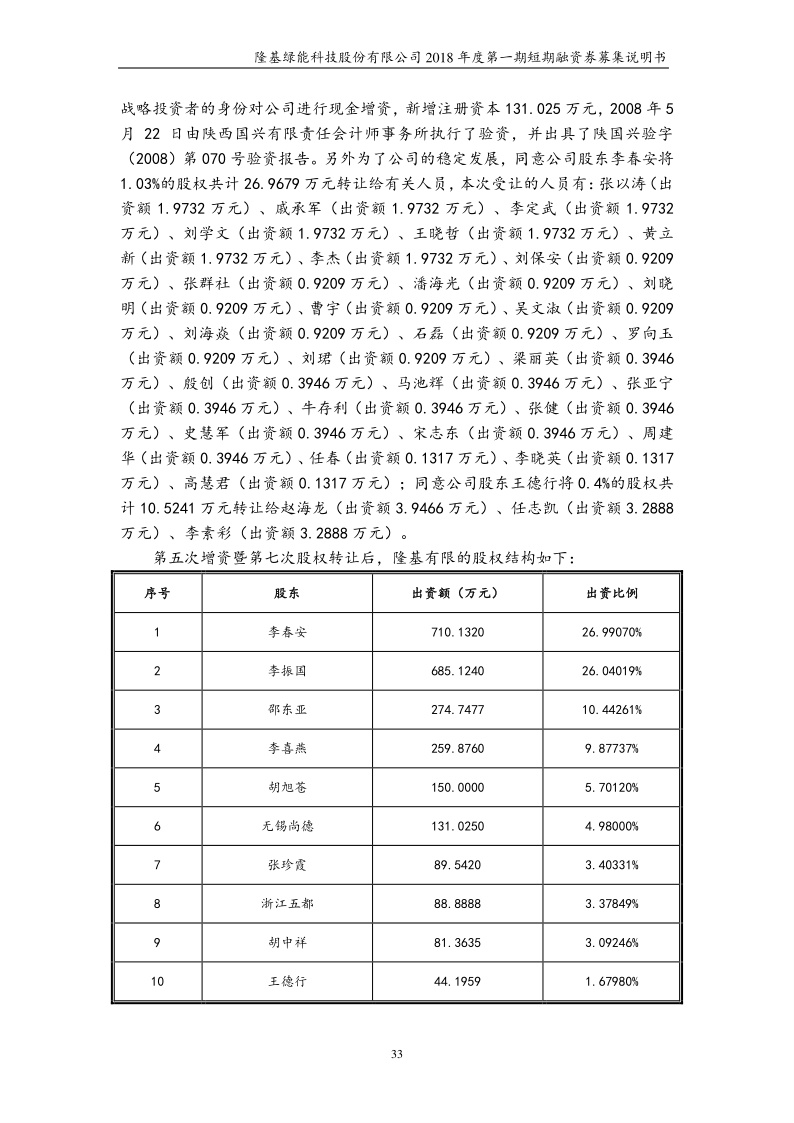 隆基绿能科技股份有限公司 2018 年度第一期短期融资券募集说明书
战略投资者的身份对公司进行现金增资，新增注册资本 131.025 万元，2008 年 5
月 22 日由陕西国兴有限责任会计师事务所执行了验资，并出具了陕国兴验字
（2008）第 070 号验资报告。另外为了公司的稳定发展，同意公司股东李春安将
1.03%的股权共计 26.9679 万元转让给有关人员，本次受让的人员有：张以涛（出
资额 1.9732 万元）、戚承军（出资额 1.9732 万元）、李定武（出资额 1.9732
万元）、刘学文（出资额 1.9732 万元）、王晓哲（出资额 1.9732 万元）、黄立
新（出资额 1.9732 万元）、李杰（出资额 1.9732 万元）、刘保安（出资额 0.9209
万元）、张群社（出资额 0.9209 万元）、潘海光（出资额 0.9209 万元）、刘晓
明（出资额 0.9209 万元）、曹宇（出资额 0.9209 万元）、吴文淑（出资额 0.9209
万元）、刘海焱（出资额 0.9209 万元）、石磊（出资额 0.9209 万元）、罗向玉
（出资额 0.9209 万元）、刘珺（出资额 0.9209 万元）、梁丽英（出资额 0.3946
万元）、殷创（出资额 0.3946 万元）、马池辉（出资额 0.3946 万元）、张亚宁
（出资额 0.3946 万元）、牛存利（出资额 0.3946 万元）、张健（出资额 0.3946
万元）、史慧军（出资额 0.3946 万元）、宋志东（出资额 0.3946 万元）、周建
华（出资额 0.3946 万元）、任春（出资额 0.1317 万元）、李晓英（出资额 0.1317
万元）、高慧君（出资额 0.1317 万元）；同意公司股东王德行将 0.4%的股权共
计 10.5241 万元转让给赵海龙（出资额 3.9466 万元）、任志凯（出资额 3.2888
万元）、李素彩（出资额 3.2888 万元）。
第五次增资暨第七次股权转让后，隆基有限的股权结构如下：
序号 股东 出资额（万元） 出资比例
1 李春安 710.1320 26.99070%
2 李振国 685.1240 26.04019%
3 邵东亚 274.7477 10.44261%
4 李喜燕 259.8760 9.87737%
5 胡旭苍 150.0000 5.70120%
6 无锡尚德 131.0250 4.98000%
7 张珍霞 89.5420 3.40331%
8 浙江五都 88.8888 3.37849%
9 胡中祥 81.3635 3.09246%
10 王德行 44.1959 1.67980%
33